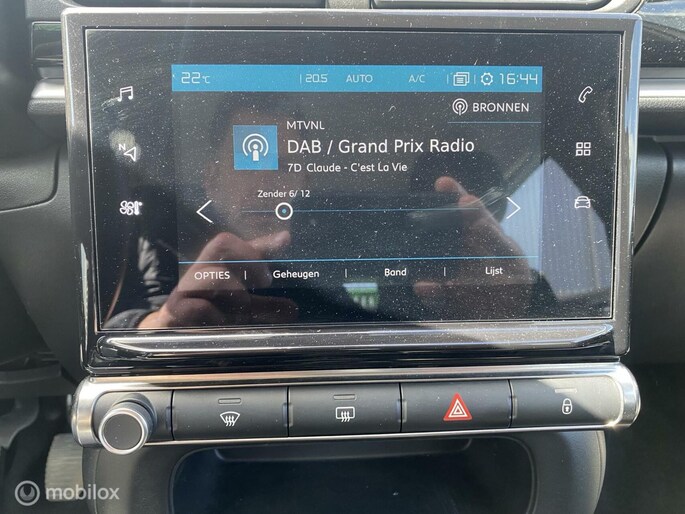 22°C | 20.5 AUTO A/C 16:44
BRONNEN
MTVNL
DAB / Grand Prix Radio
7D Claude - C'est La Vie
Zender 6/ 12
N
OPTIES | Geheugen | Band | Lijst
mobilox